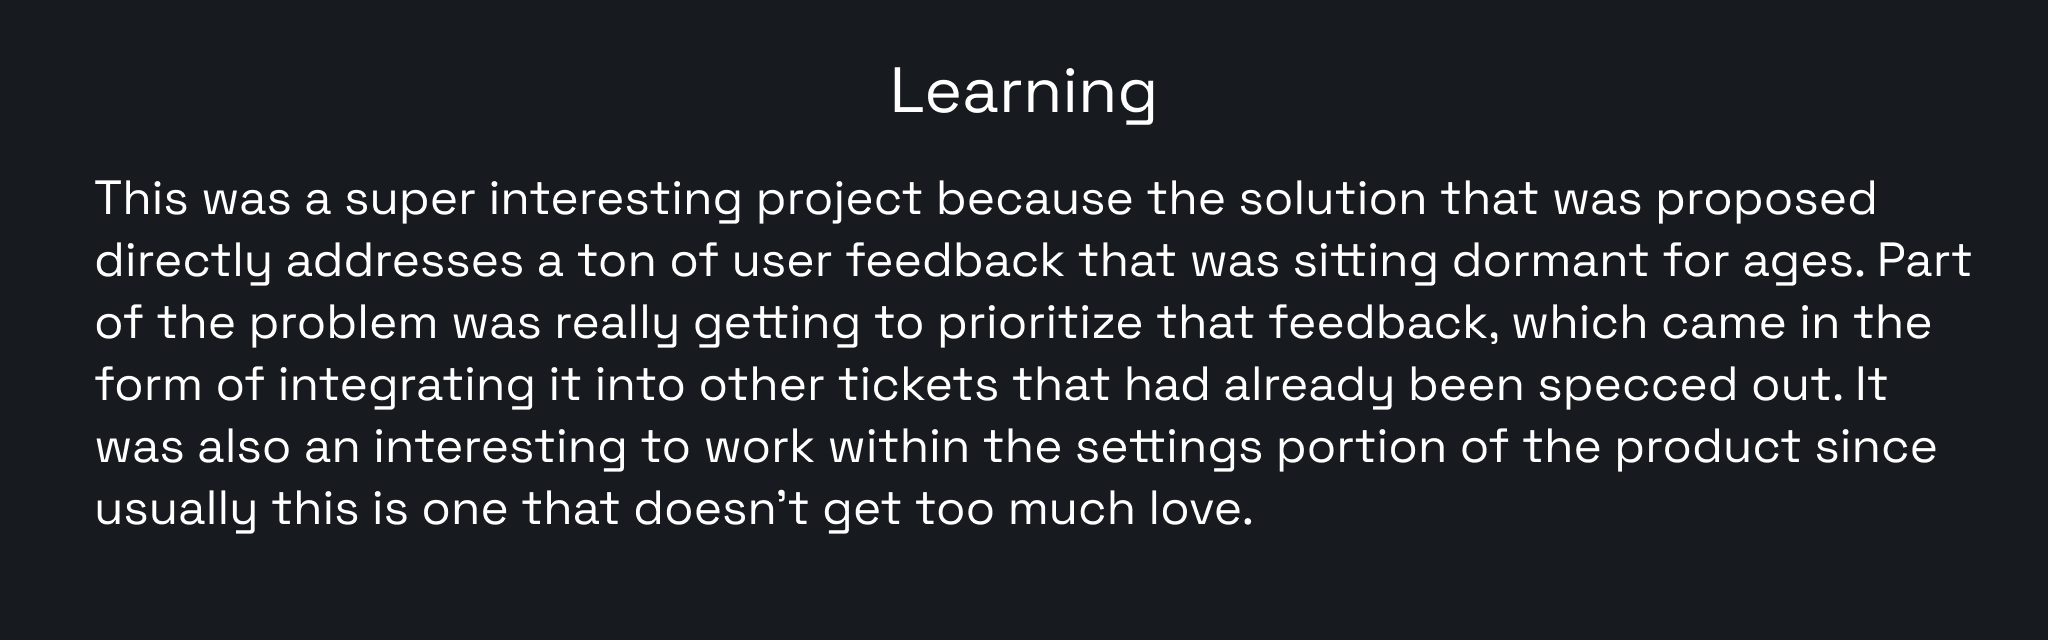 Learning
This was a super interesting project because the solution that was proposed
directly addresses a ton of user feedback that was sitting dormant for ages. Part
of the problem was really getting to prioritize that feedback, which came in the
form of integrating it into other tickets that had already been specced out. It
was also an interesting to work within the settings portion of the product since
usually this is one that doesn’t get too much love.